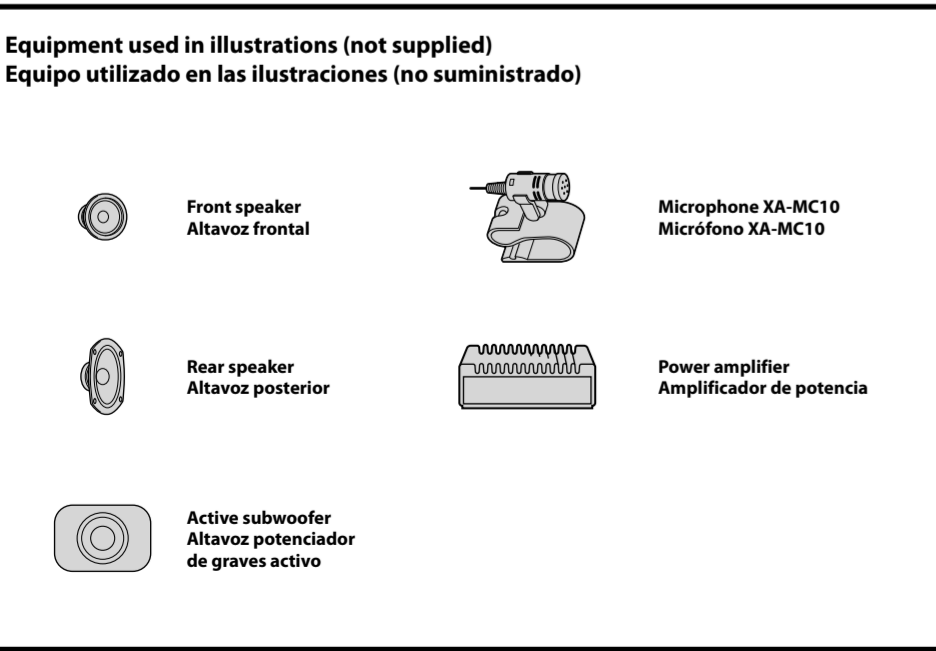 Equipment used in illustrations (not supplied)
Equipo utilizado en las ilustraciones (no suministrado)
Front speaker
Altavoz frontal
Microphone XA-MC10
Micrófono XA-MC10
Rear speaker
Altavoz posterior
Power amplifier
Amplificador de potencia
Active subwoofer
Altavoz potenciador
de graves activo